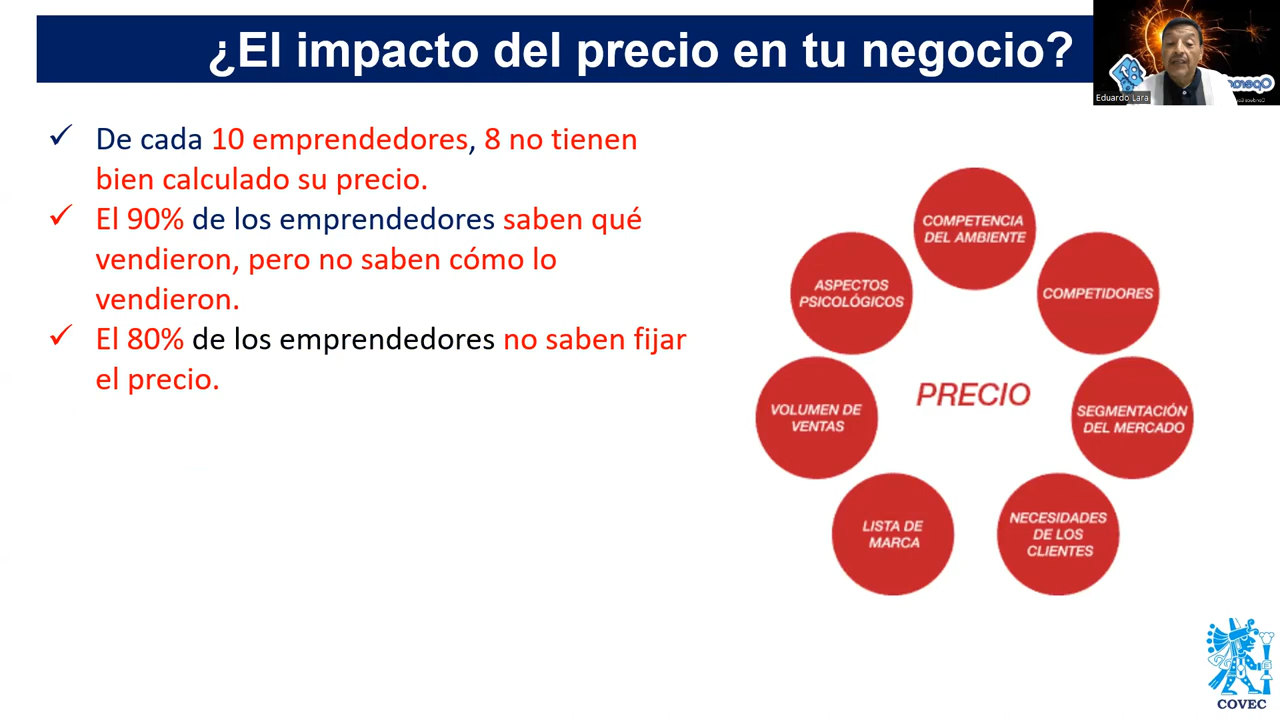 ¿El impacto del precio en tu negocio?
Eduardo Lara
De cada 10 emprendedores, 8 no tienen
bien calculado su precio.
El 90% de los emprendedores saben qué
vendieron, pero no saben cómo lo
vendieron.
El 80% de los emprendedores no saben fijar
el precio.
COMPETENCIA
DEL AMBIENTE
ASPECTOS
PSICOLÓGICOS
COMPETIDORES
PRECIO
VOLUMEN DE
VENTAS
SEGMENTACIÓN
DEL MERCADO
LISTA DE
MARCA
NECESIDADES
DE LOS
CLIENTES
COVEC